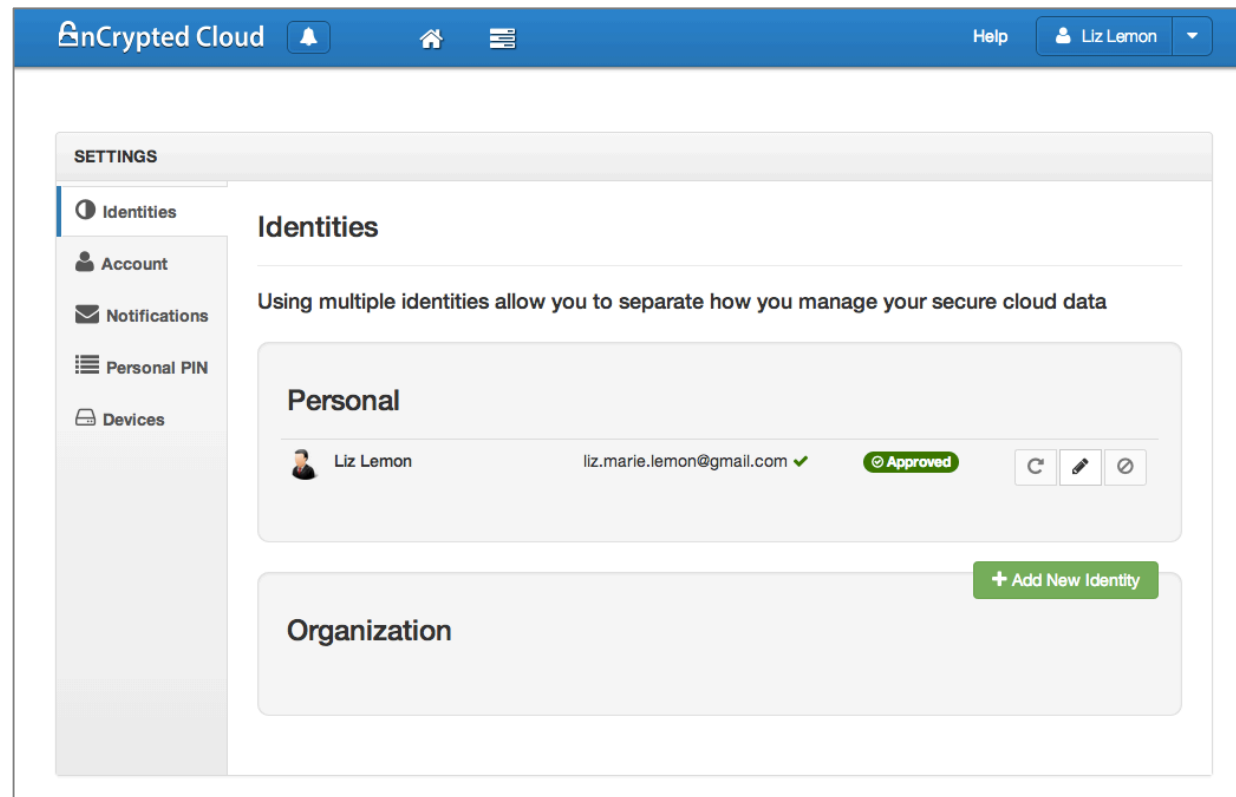 enCrypted Cloud
Help
Liz Lemon
SETTINGS
Identities
Account
Notifications
Personal PIN
Devices
Identities
Using multiple identities allow you to separate how you manage your secure cloud data
Personal
Liz Lemon liz.marie.lemon@gmail.com Approved
+ Add New Identity
Organization